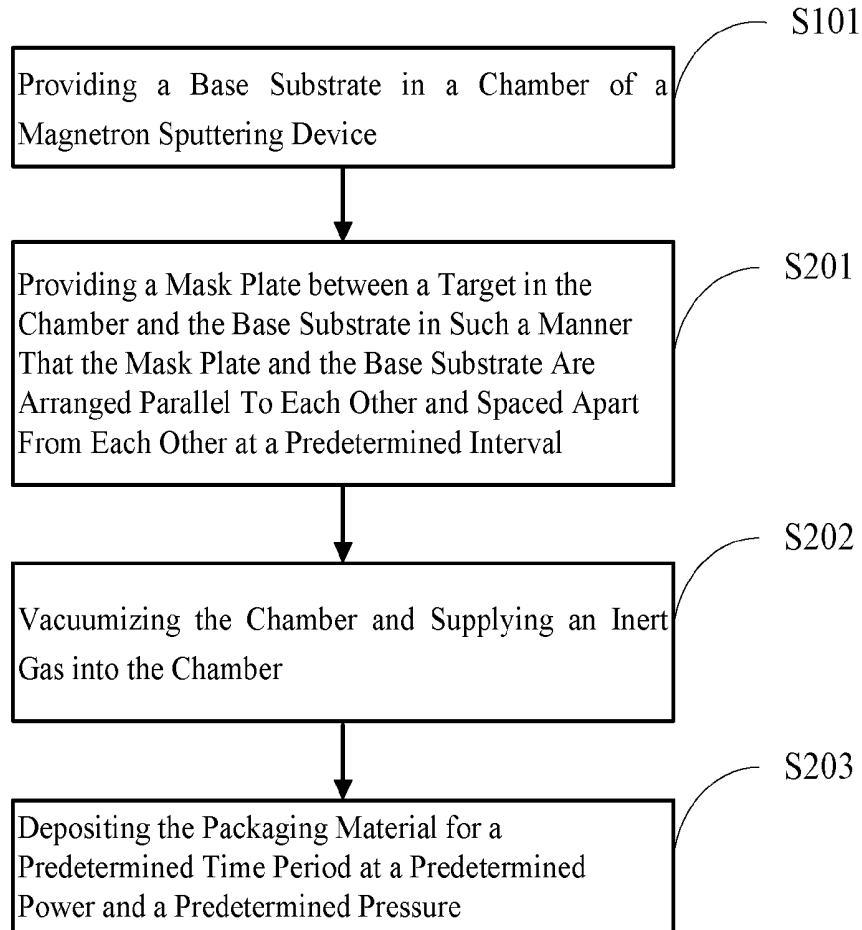 S101
Providing a Base Substrate in a Chamber of a
Magnetron Sputtering Device
S201
Providing a Mask Plate between a Target in the
Chamber and the Base Substrate in Such a Manner
That the Mask Plate and the Base Substrate Are
Arranged Parallel To Each Other and Spaced Apart
From Each Other at a Predetermined Interval
S202
Vacuumizing the Chamber and Supplying an Inert
Gas into the Chamber
S203
Depositing the Packaging Material for a
Predetermined Time Period at a Predetermined
Power and a Predetermined Pressure